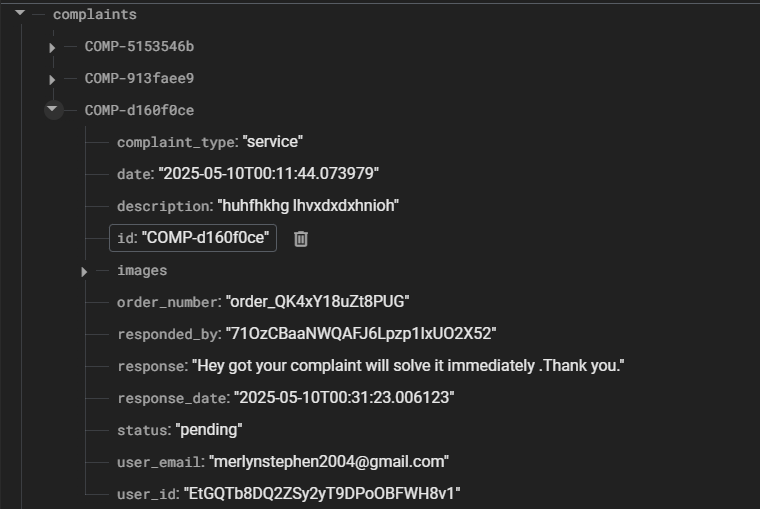 complaints
COMP-5153546b
COMP-913faee9
COMP-d160f0ce
complaint_type: "service"
date: "2025-05-10T00:11:44.073979"
description: "huhfhkhg lhvxdxdxhnioh"
id: "COMP-d160f0ce"
images
order_number: "order_QK4xY18uZt8PUG"
responded_by: "71OzCBaaNWQAFJ6Lpzp1IxUO2X52"
response: "Hey got your complaint will solve it immediately .Thank you."
response_date: "2025-05-10T00:31:23.006123"
status: "pending"
user_email: "merlynstephen2004@gmail.com"
user_id: "EtGQTb8DQ2ZSy2yT9DPoOBFWH8v1"